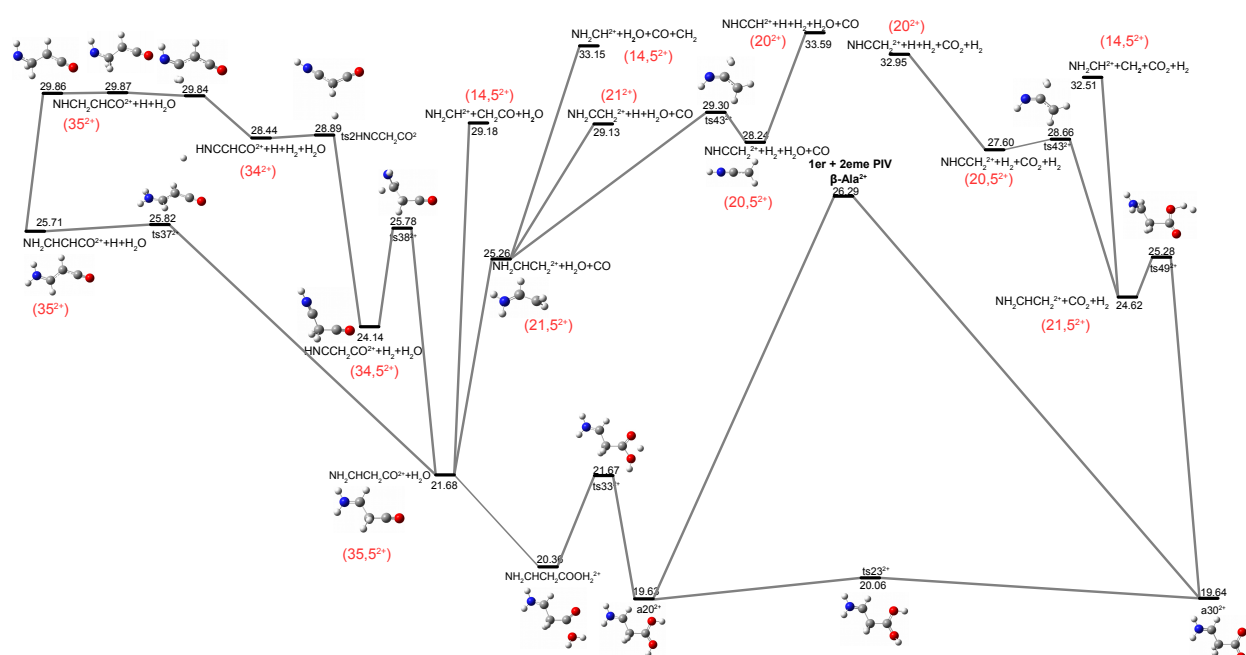 29.86
29.87
29.84
NHCH₂CHCO²⁺+H+H₂O
(35²⁺)
28.44
HNCCHCO²⁺+H+H₂+H₂O
(34²⁺)
28.89
ts2HNCCH₂CO²
25.71
NH₂CHCHCO²⁺+H+H₂O
(35²⁺)
25.82
ts37²⁺
25.78
ts38²⁺
24.14
HNCCH₂CO²⁺+H₂+H₂O
(34,5²⁺)
(14,5²⁺)
NH₂CH²⁺+CH₂CO+H₂O
29.18
NH₂CH²⁺+H₂O+CO+CH₂
33.15
(14,5²⁺)
(21²⁺)
NH₂CCH₂²⁺+H+H₂O+CO
29.13
25.26
NH₂CHCH₂²⁺+H₂O+CO
(21,5²⁺)
29.30
ts43²⁺
28.24
NHCCH₂²⁺+H₂+H₂O+CO
(20,5²⁺)
NHCCH²⁺+H+H₂+H₂O+CO
(20²⁺)
33.59
1er + 2eme PIV
β-Ala²⁺
26.29
(20²⁺)
NHCCH₂²⁺+H+H₂+CO₂+H₂
32.95
27.60
NHCCH₂²⁺+H₂+CO₂+H₂
(20,5²⁺)
28.66
ts43²⁺
(14,5²⁺)
NH₂CH²⁺+CH₂+CO₂+H₂
32.51
25.28
ts49²⁺
NH₂CHCH₂²⁺+CO₂+H₂
24.62
(21,5²⁺)
NH₂CHCH₂CO²⁺+H₂O
21.68
(35,5²⁺)
21.67
ts33²⁺
20.36
NH₂CHCH₂COOH₂²⁺
19.63
a20²⁺
ts23²⁺
20.06
19.64
a30²⁺